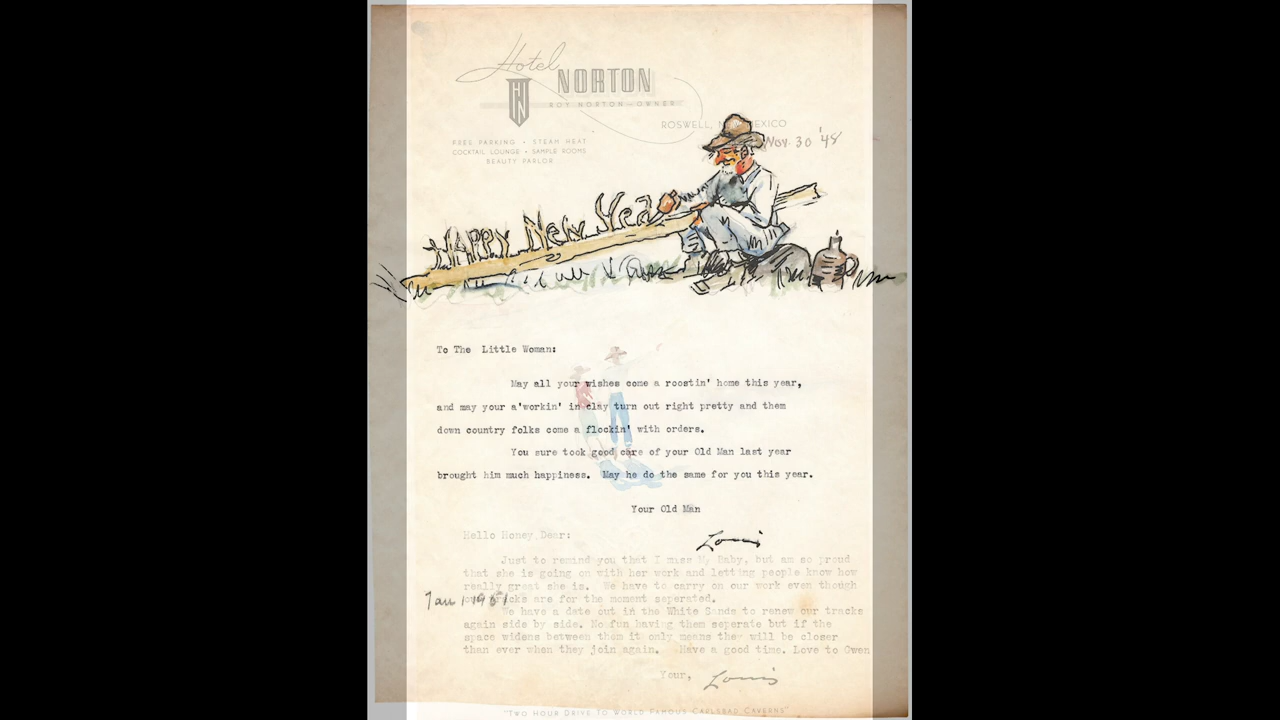 Hotel
NORTON
HN
ROY NORTON—OWNER
ROSWELL, NEW MEXICO
Nov. 30 '48
FREE PARKING • STEAM HEAT
COCKTAIL LOUNGE • SAMPLE ROOMS
BEAUTY PARLOR
HAPPY New Yea
To The Little Woman:
May all your wishes come a roostin' home this year,
and may your a'workin' in clay turn out right pretty and them
down country folks come a flockin' with orders.
You sure took good care of your Old Man last year
brought him much happiness. May he do the same for you this year.
Your Old Man
Louis
Hello Honey Dear:
Just to remind you that I miss My Baby, but am so proud
that she is going on with her work and letting people know how
really great she is. We have to carry on our work even though
our tracks are for the moment seperated.
Jan 1 1951
We have a date out in the White Sands to renew our tracks
again side by side. No fun having them seperate but if the
space widens between them it only means they will be closer
than ever when they join again. Have a good time. Love to Owen
Your,
Louis
"TWO HOUR DRIVE TO WORLD FAMOUS CARLSBAD CAVERNS"